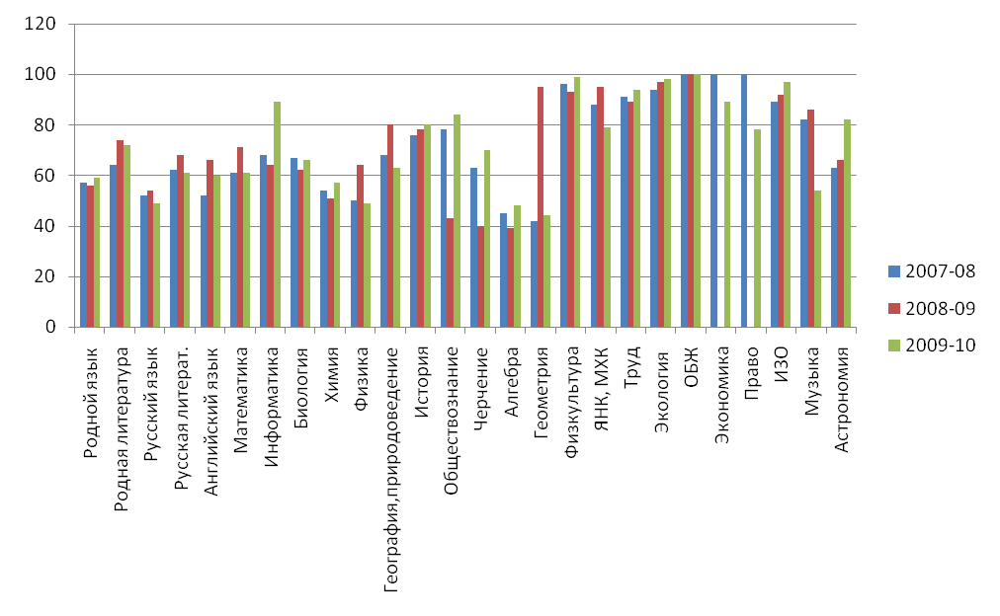 120
100
80
60
40
20
0
Родной язык
Родная литература
Русский язык
Русская литерат.
Английский язык
Математика
Информатика
Биология
Химия
Физика
География,природоведение
История
Обществознание
Черчение
Алгебра
Геометрия
Физкультура
ЯНК, МХК
Труд
Экология
ОБЖ
Экономика
Право
ИЗО
Музыка
Астрономия
2007-08
2008-09
2009-10